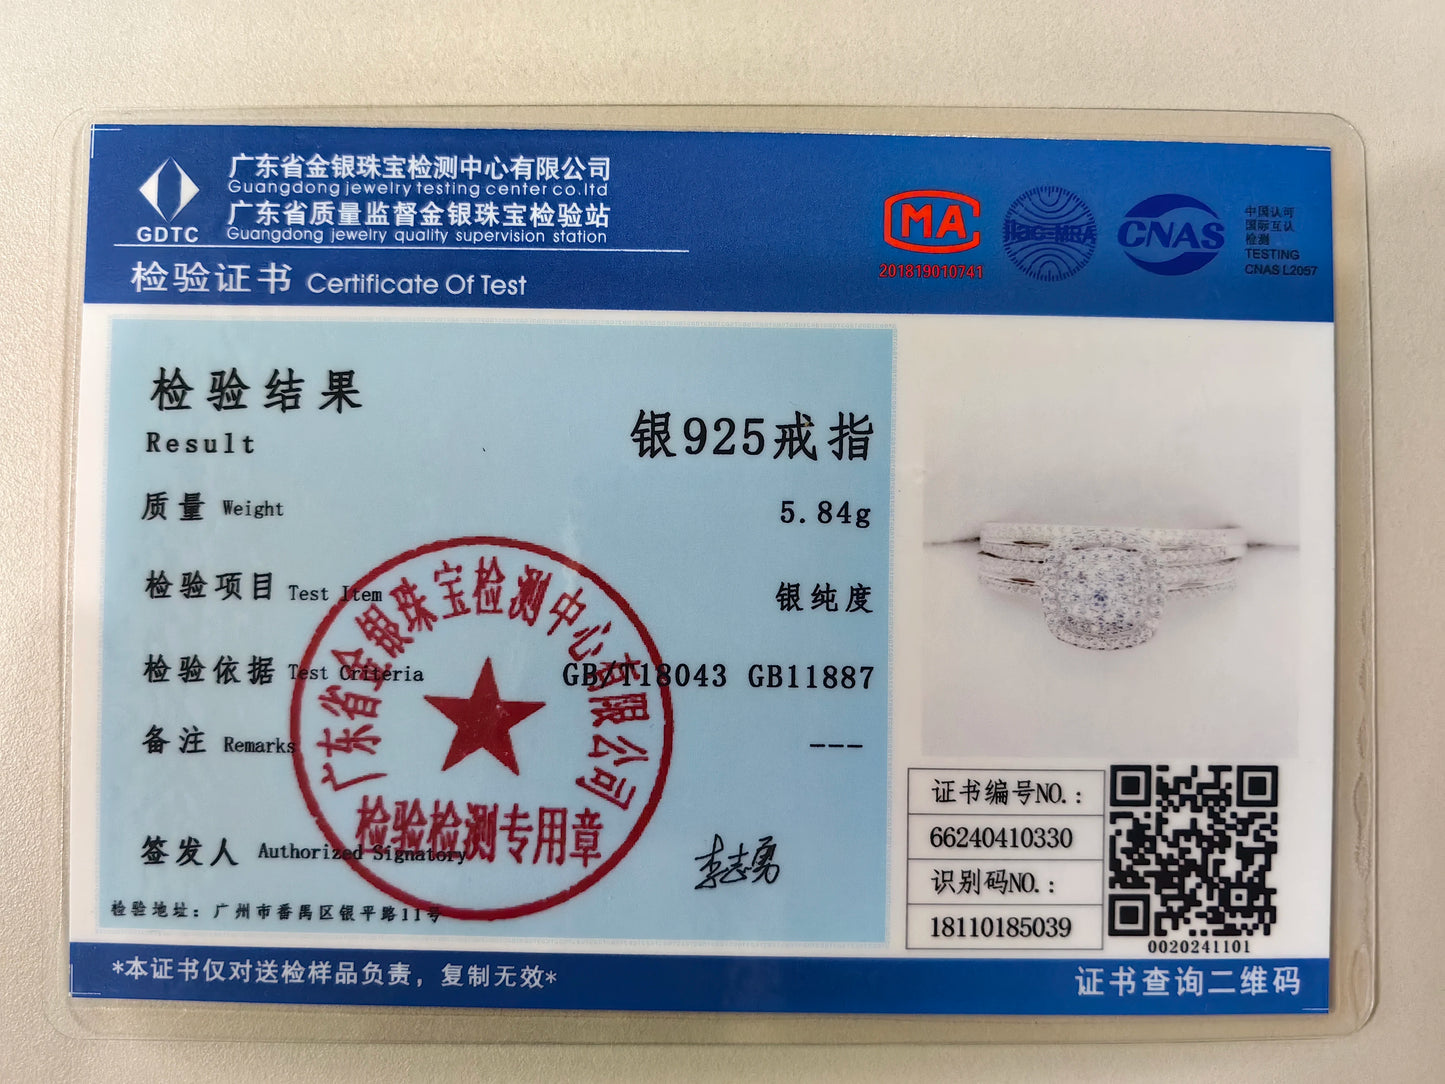 GDTC
广东省金银珠宝检测中心有限公司
Guangdong jewelry testing center co.ltd
广东省质量监督金银珠宝检验站
Guangdong jewelry quality supervision station
检验证书 Certificate Of Test
MA
201819010741
ilac-MRA
CNAS
中国认可
国际互认
检测
TESTING
CNAS L2057
检验结果
Result
银925戒指
质量 Weight 5.84g
检验项目 Test Item 银纯度
检验依据 Test Criteria GB/T18043 GB11887
备注 Remarks ---
签发人 Authorized Signatory 李志勇
检验地址：广州市番禺区银平路11号
广东省金银珠宝检测中心有限公司
检验检测专用章
证书编号NO.:
66240410330
识别码NO.:
18110185039
0020241101
*本证书仅对送检样品负责，复制无效*
证书查询二维码